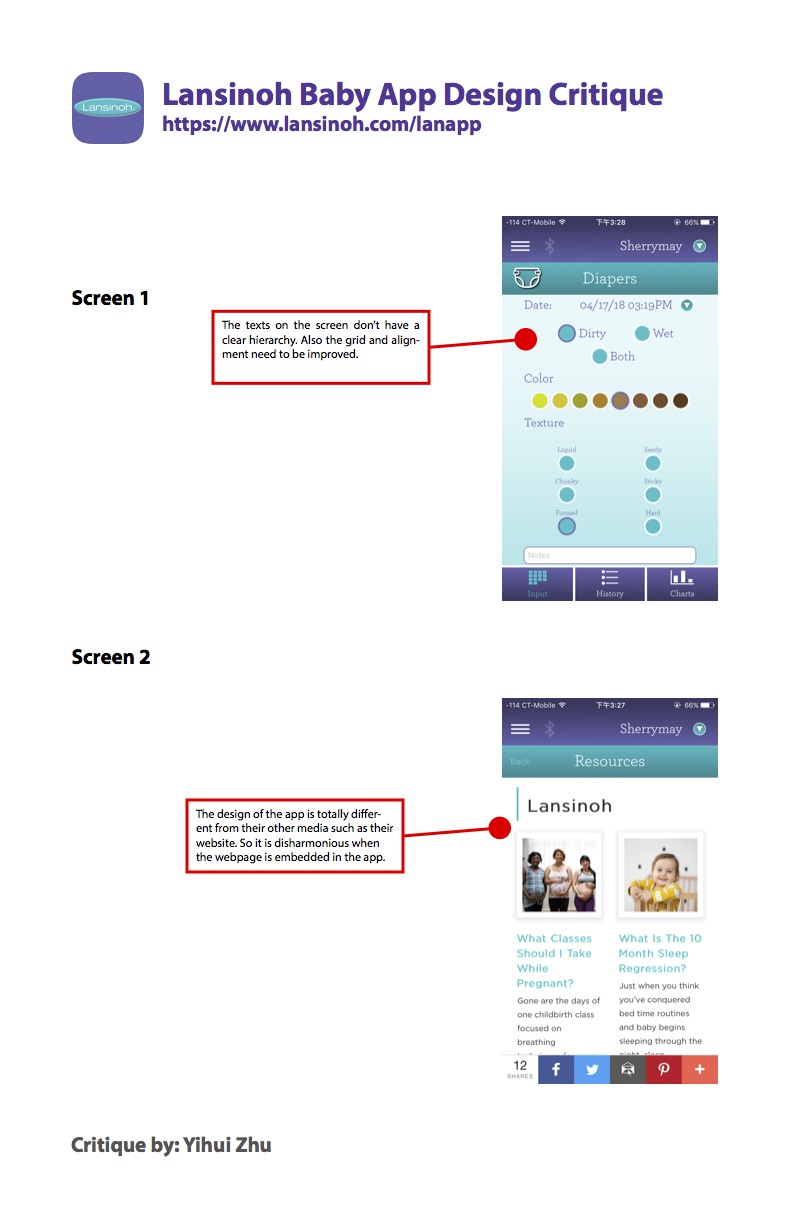 Lansinoh.
Lansinoh Baby App Design Critique
https://www.lansinoh.com/lanapp
Screen 1
The texts on the screen don't have a
clear hierarchy. Also the grid and align-
ment need to be improved.
-114 CT-Mobile 下午3:28 66%
Sherrymay
Diapers
Date: 04/17/18 03:19PM
Dirty Wet
Both
Color
Texture
Liquid Seedy
Chunky Sticky
Formed Hard
Notes
Input History Charts
Screen 2
The design of the app is totally differ-
ent from their other media such as their
website. So it is disharmonious when
the webpage is embedded in the app.
-114 CT-Mobile 下午3:27 66%
Sherrymay
Back Resources
Lansinoh
What Classes
Should I Take
While
Pregnant?
Gone are the days of
one childbirth class
focused on
breathing
What Is The 10
Month Sleep
Regression?
Just when you think
you've conquered
bed time routines
and baby begins
sleeping through the
12
SHARES
Critique by: Yihui Zhu